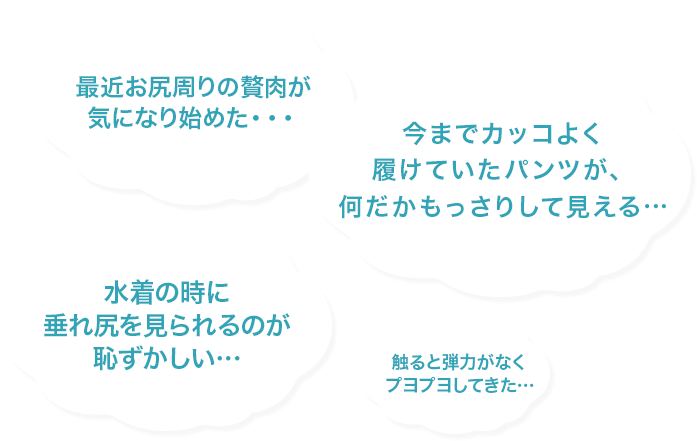 最近お尻周りの贅肉が
気になり始めた・・・
今までカッコよく
履けていたパンツが、
何だかもっさりして見える…
水着の時に
垂れ尻を見られるのが
恥ずかしい…
触ると弾力がなく
プヨプヨしてきた…